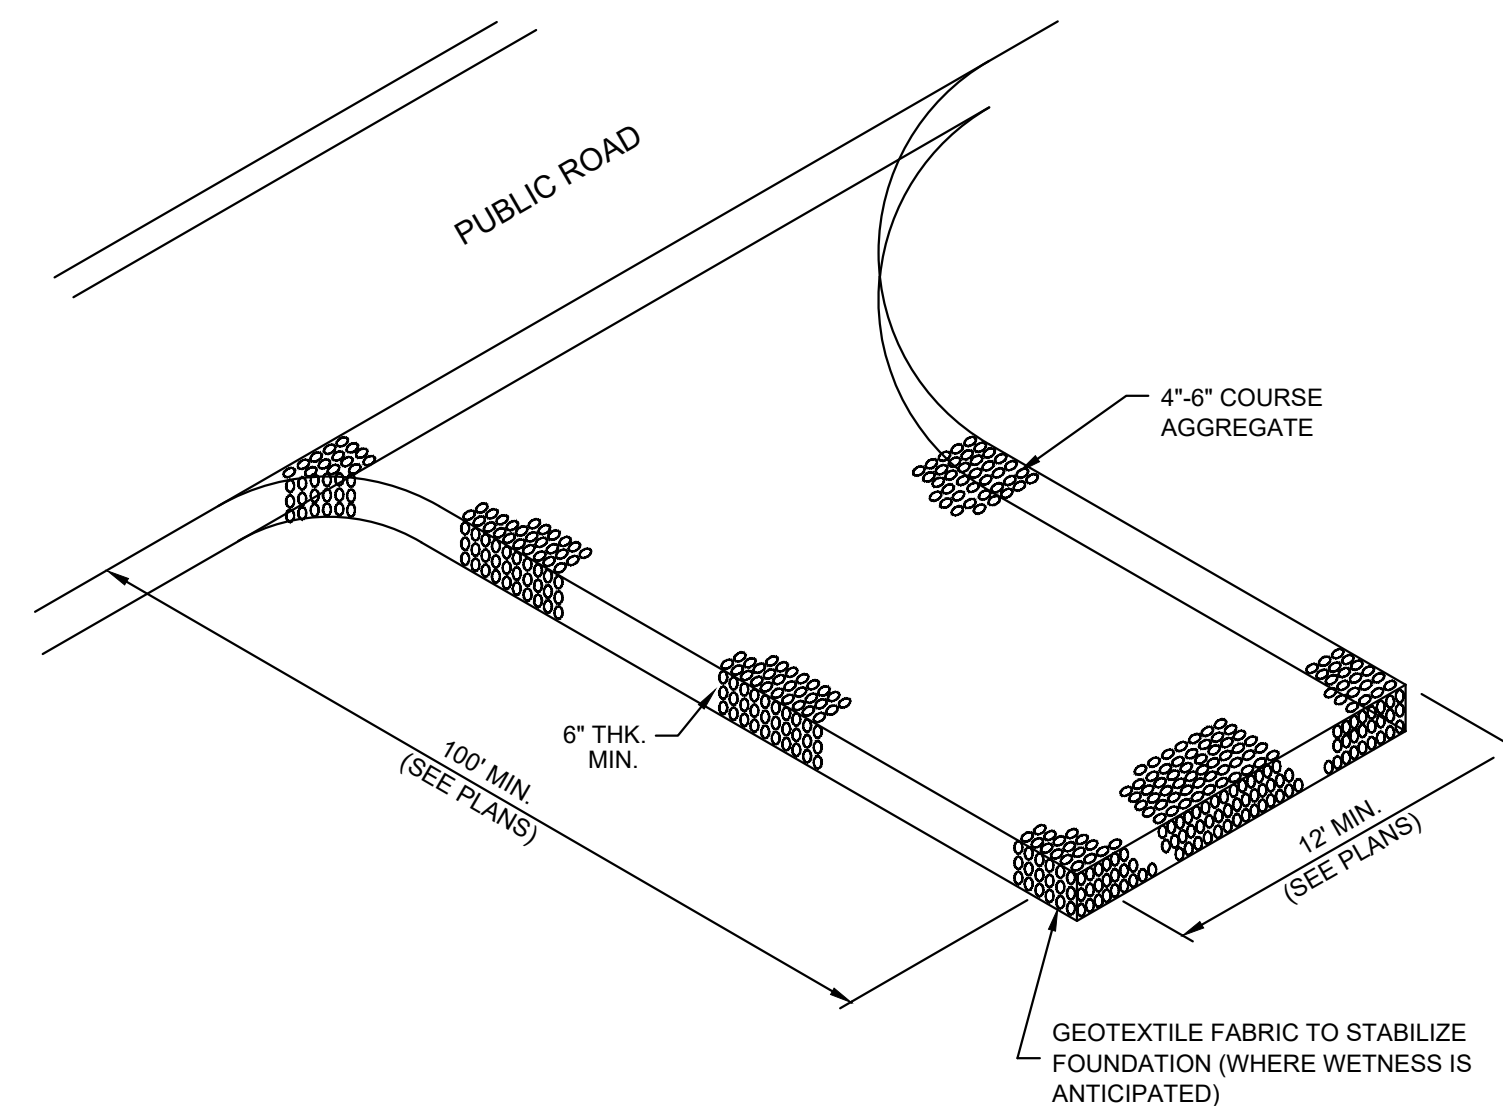 PUBLIC ROAD
4"-6" COURSE
AGGREGATE
6" THK.
MIN.
100' MIN.
(SEE PLANS)
12' MIN.
(SEE PLANS)
GEOTEXTILE FABRIC TO STABILIZE
FOUNDATION (WHERE WETNESS IS
ANTICIPATED)